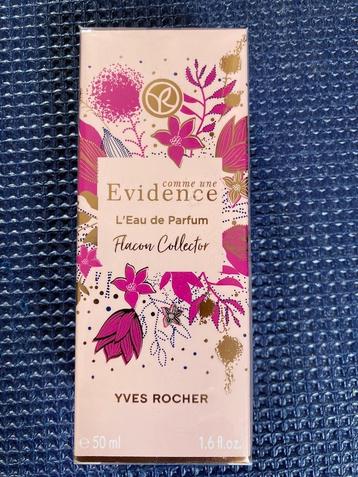 comme une
Evidence
L'Eau de Parfum
Flacon Collector
YVES ROCHER
e 50 ml 1.6 fl.oz.